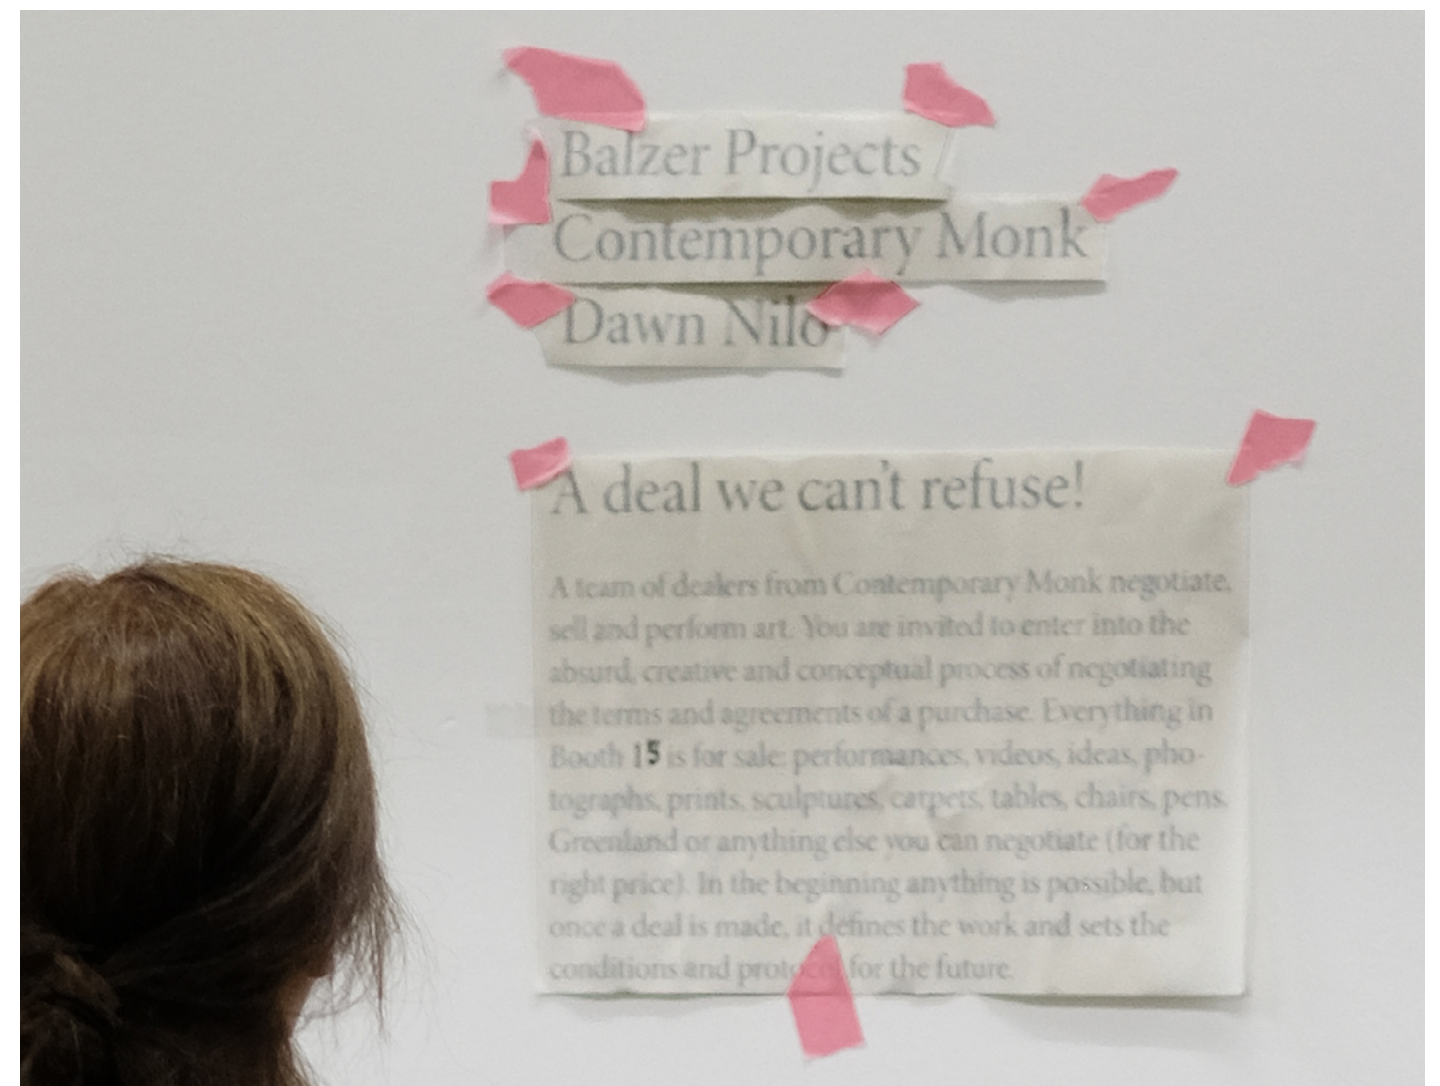 Balzer Projects
Contemporary Monk
Dawn Nilo
A deal we can't refuse!
A team of dealers from Contemporary Monk negotiate,
sell and perform art. You are invited to enter into the
absurd, creative and conceptual process of negotiating
the terms and agreements of a purchase. Everything in
Booth 15 is for sale: performances, videos, ideas, pho-
tographs, prints, sculptures, carpets, tables, chairs, pens,
Greenland or anything else you can negotiate (for the
right price). In the beginning anything is possible, but
once a deal is made, it defines the work and sets the
conditions and protocol for the future.